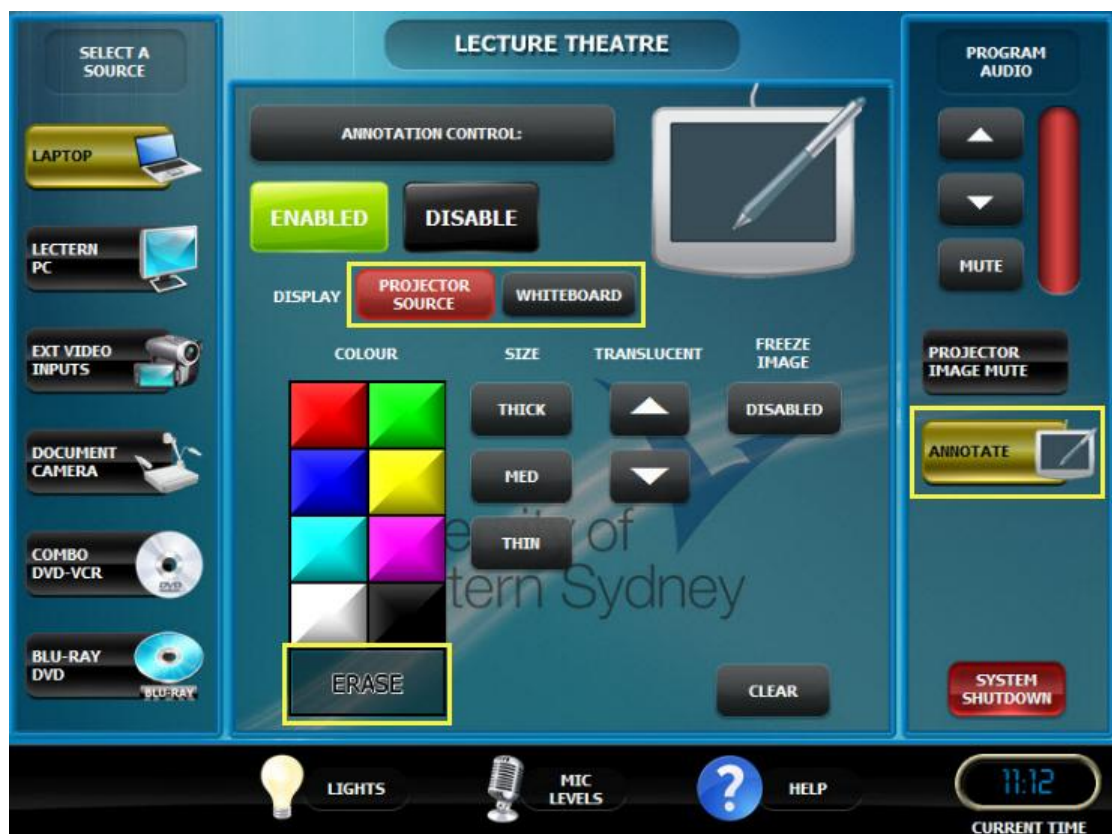 SELECT A
SOURCE
LAPTOP
LECTERN
PC
EXT VIDEO
INPUTS
DOCUMENT
CAMERA
COMBO
DVD-VCR
DVD
BLU-RAY
DVD
BLU-RAY
LECTURE THEATRE
ANNOTATION CONTROL:
ENABLED
DISABLE
DISPLAY
PROJECTOR
SOURCE
WHITEBOARD
COLOUR
SIZE
TRANSLUCENT
FREEZE
IMAGE
THICK
DISABLED
MED
THIN
of
tern Sydney
ERASE
CLEAR
PROGRAM
AUDIO
MUTE
PROJECTOR
IMAGE MUTE
ANNOTATE
SYSTEM
SHUTDOWN
LIGHTS
MIC
LEVELS
?
HELP
11:12
CURRENT TIME